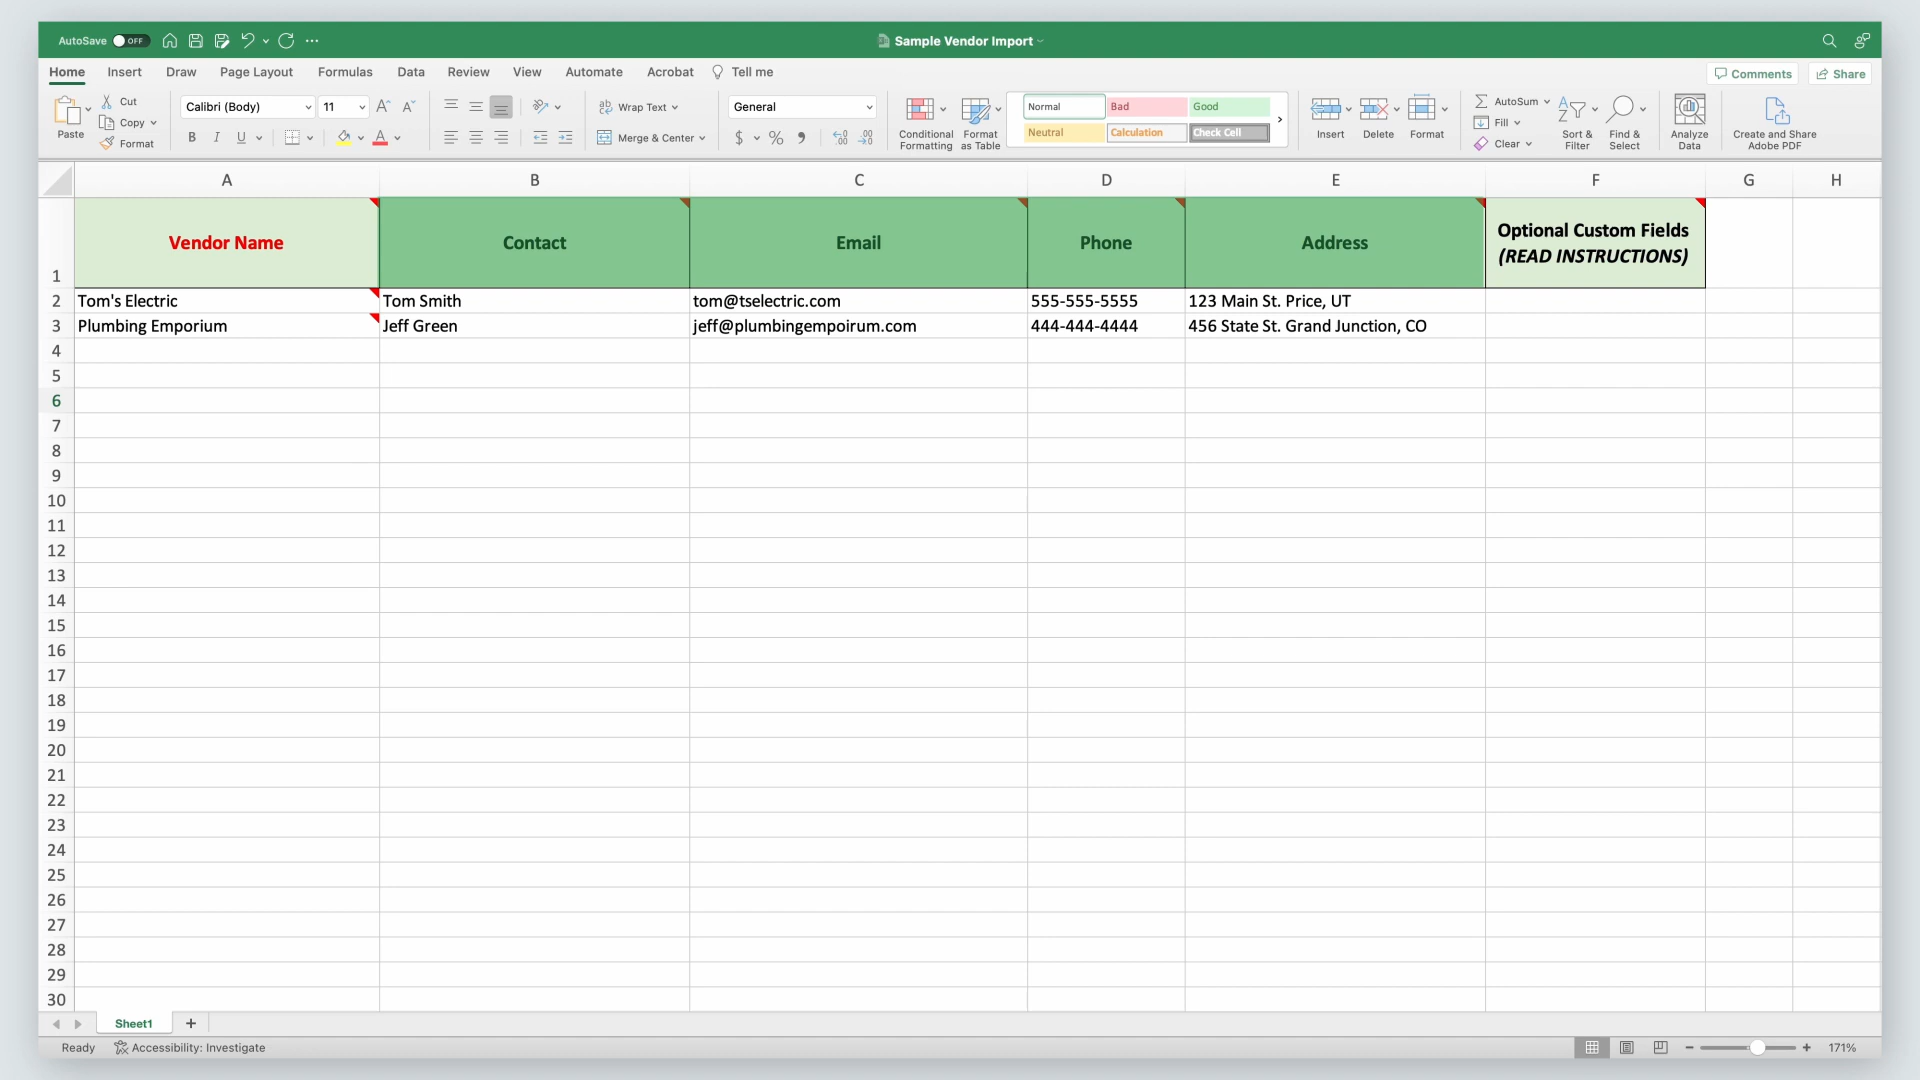 AutoSave OFF Sample Vendor Import
Home Insert Draw Page Layout Formulas Data Review View Automate Acrobat Tell me Comments Share
Paste
Cut
Copy
Format
Calibri (Body) 11
B I U A
Wrap Text
Merge & Center
General
$ %
Conditional Formatting
Format as Table
Normal Bad Good
Neutral Calculation Check Cell
Insert Delete Format
AutoSum
Fill
Clear
Sort & Filter
Find & Select
Analyze Data
Create and Share Adobe PDF
A B C D E F G H
1 Vendor Name Contact Email Phone Address Optional Custom Fields
(READ INSTRUCTIONS)
2 Tom's Electric Tom Smith tom@tselectric.com 555-555-5555 123 Main St. Price, UT
3 Plumbing Emporium Jeff Green jeff@plumbingempoirum.com 444-444-4444 456 State St. Grand Junction, CO
4
5
6
7
8
9
10
11
12
13
14
15
16
17
18
19
20
21
22
23
24
25
26
27
28
29
30
Sheet1 +
Ready Accessibility: Investigate 171%